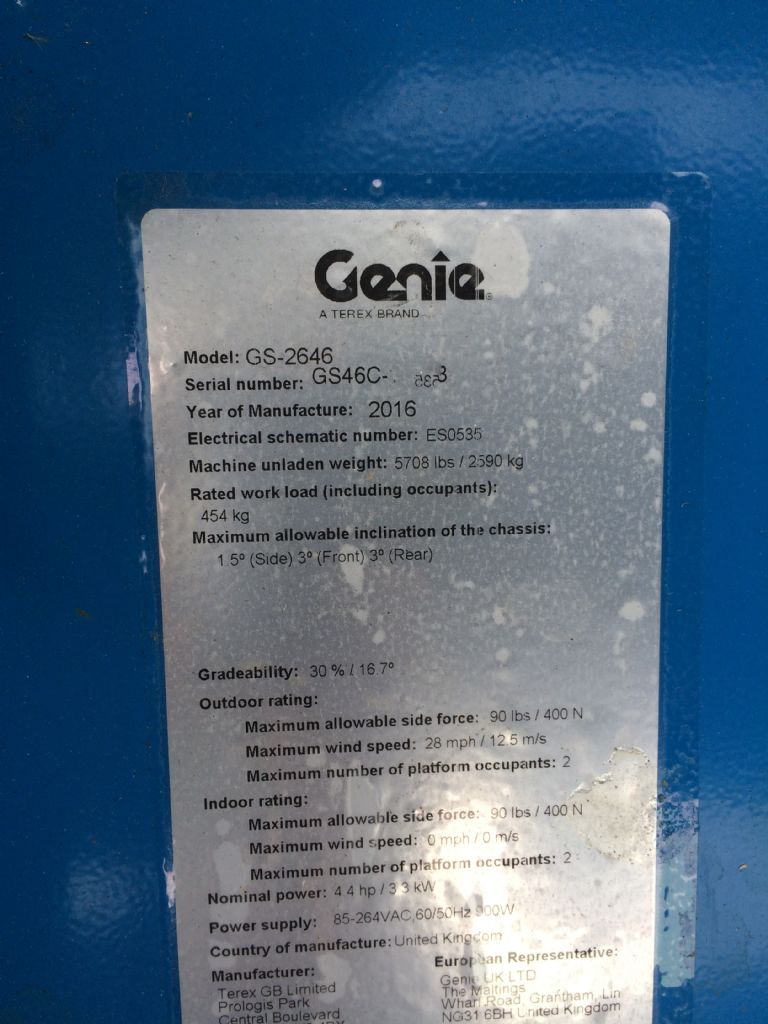 Genie
A TEREX BRAND
Model: GS-2646
Serial number: GS46C-
Year of Manufacture: 2016
Electrical schematic number: ES0535
Machine unladen weight: 5708 lbs / 2590 kg
Rated work load (including occupants):
454 kg
Maximum allowable inclination of the chassis:
1.5º (Side) 3º (Front) 3º (Rear)
Gradeability: 30 % / 16.7º
Outdoor rating:
Maximum allowable side force: 90 lbs / 400 N
Maximum wind speed: 28 mph / 12.5 m/s
Maximum number of platform occupants: 2
Indoor rating:
Maximum allowable side force: 90 lbs / 400 N
Maximum wind speed: 0 mph / 0 m/s
Maximum number of platform occupants: 2
Nominal power: 4.4 hp / 3.3 kW
Power supply: 85-264VAC,60/50Hz 900W
Country of manufacture: United Kingdom
Manufacturer:
Terex GB Limited
Prologis Park
Central Boulevard
European Representative:
Genie UK LTD
The Maltings
Wharf Road, Grantham, Lin
NG31 6BH United Kingdom